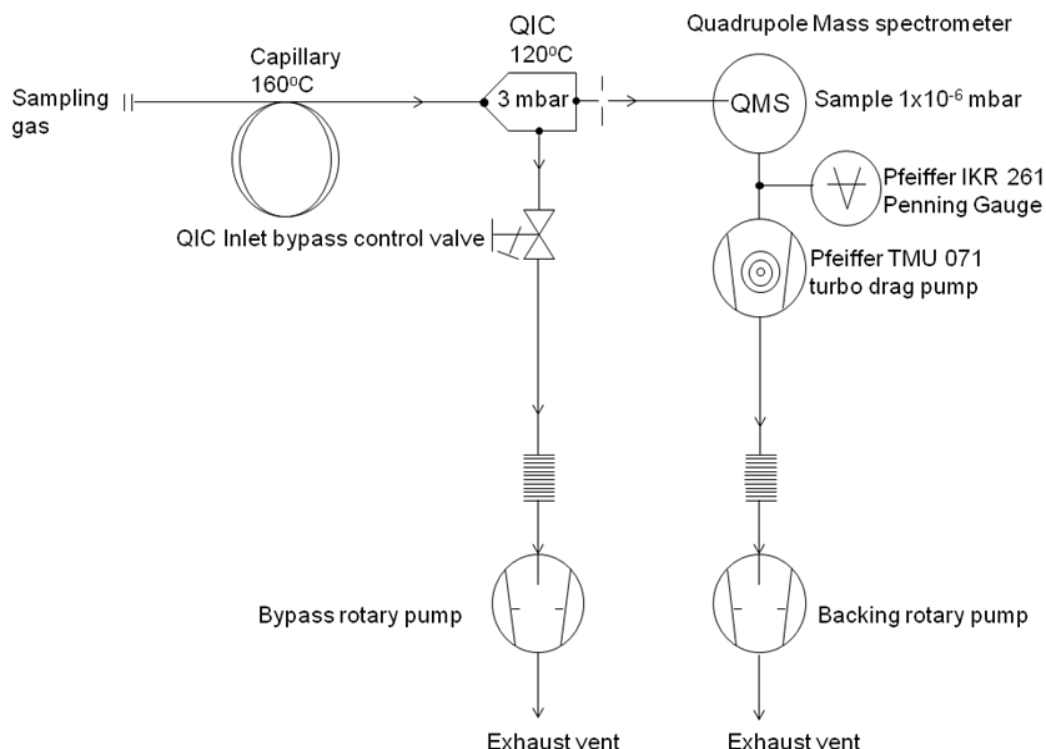 QIC
120ºC
Quadrupole Mass spectrometer
Capillary
160ºC
Sampling
gas
3 mbar
QMS
Sample 1x10⁻⁶ mbar
Pfeiffer IKR 261
Penning Gauge
QIC Inlet bypass control valve
Pfeiffer TMU 071
turbo drag pump
Bypass rotary pump
Backing rotary pump
Exhaust vent
Exhaust vent